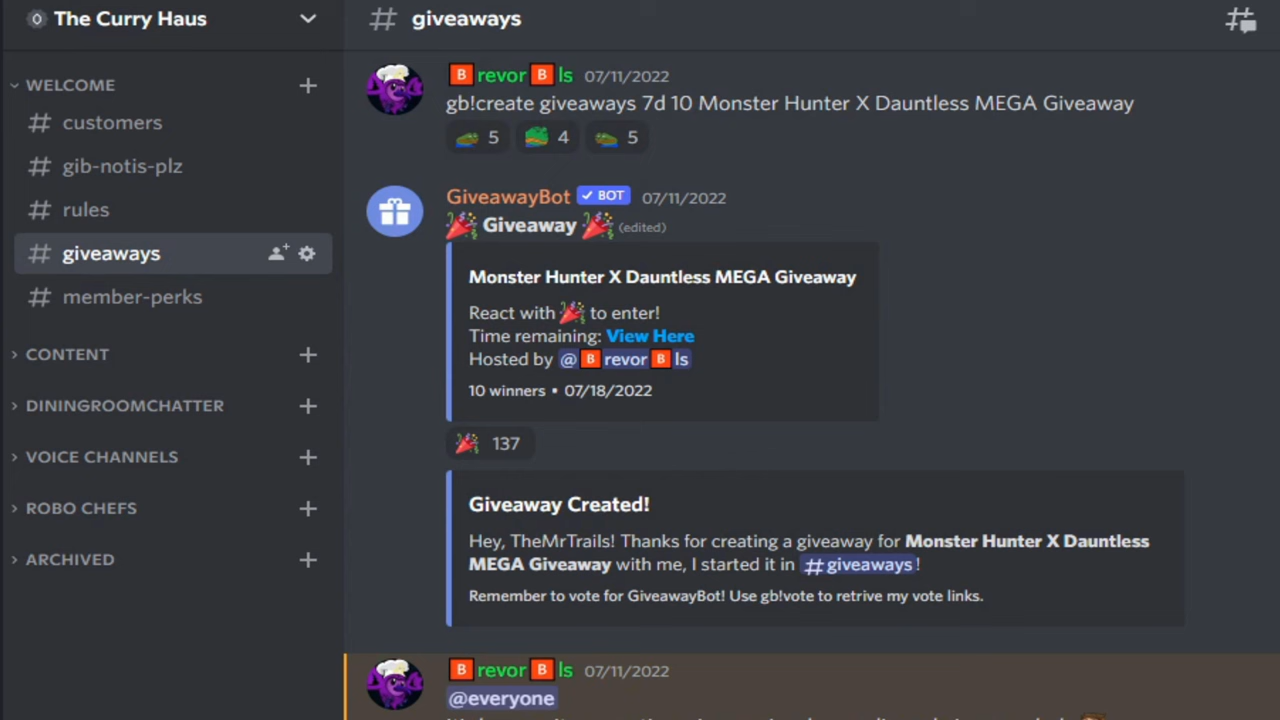 The Curry Haus
WELCOME
customers
gib-notis-plz
rules
giveaways
member-perks
CONTENT
DININGROOMCHATTER
VOICE CHANNELS
ROBO CHEFS
ARCHIVED
# giveaways
🅱revor🅱ls 07/11/2022
gb!create giveaways 7d 10 Monster Hunter X Dauntless MEGA Giveaway
5 4 5
GiveawayBot ✓ BOT 07/11/2022
🎉 Giveaway 🎉 (edited)
Monster Hunter X Dauntless MEGA Giveaway
React with 🎉 to enter!
Time remaining: View Here
Hosted by @🅱revor🅱ls
10 winners • 07/18/2022
🎉 137
Giveaway Created!
Hey, TheMrTrails! Thanks for creating a giveaway for Monster Hunter X Dauntless
MEGA Giveaway with me, I started it in #giveaways!
Remember to vote for GiveawayBot! Use gb!vote to retrive my vote links.
🅱revor🅱ls 07/11/2022
@everyone